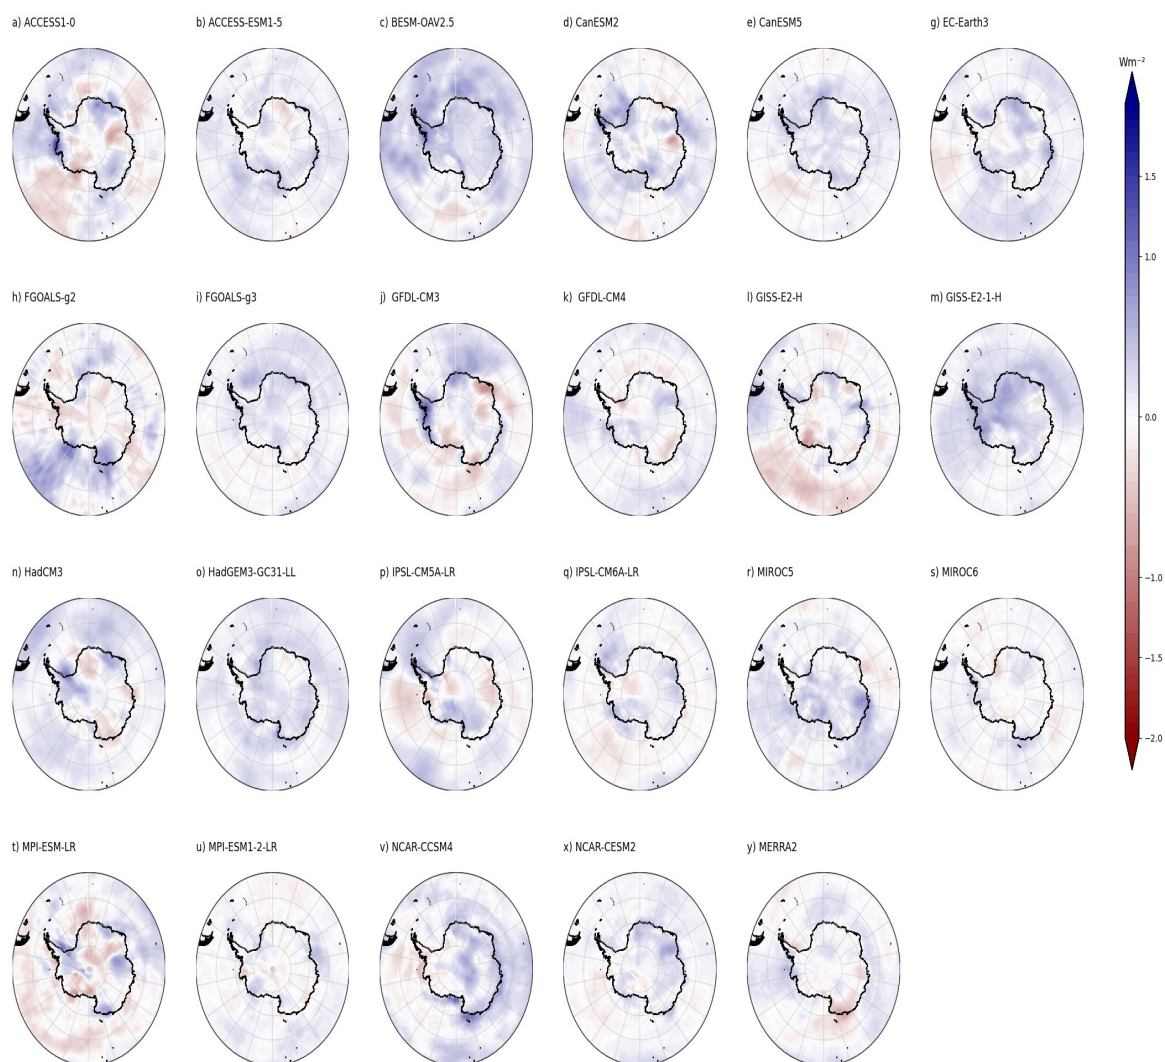 a) ACCESS1-0
b) ACCESS-ESM1-5
c) BESM-OAV2.5
d) CanESM2
e) CanESM5
g) EC-Earth3
Wm⁻²
1.5
1.0
0.0
−1.0
−1.5
−2.0
h) FGOALS-g2
i) FGOALS-g3
j) GFDL-CM3
k) GFDL-CM4
l) GISS-E2-H
m) GISS-E2-1-H
n) HadCM3
o) HadGEM3-GC31-LL
p) IPSL-CM5A-LR
q) IPSL-CM6A-LR
r) MIROC5
s) MIROC6
t) MPI-ESM-LR
u) MPI-ESM1-2-LR
v) NCAR-CCSM4
x) NCAR-CESM2
y) MERRA2